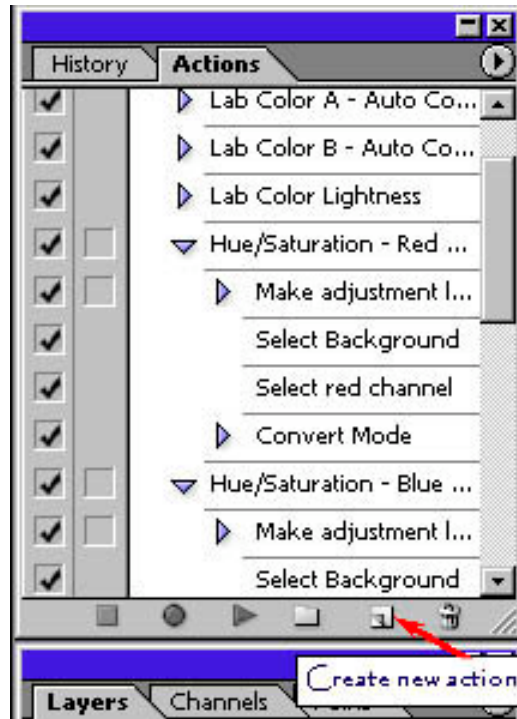 History Actions
Lab Color A - Auto Co...
Lab Color B - Auto Co...
Lab Color Lightness
Hue/Saturation - Red ...
Make adjustment l...
Select Background
Select red channel
Convert Mode
Hue/Saturation - Blue ...
Make adjustment l...
Select Background
Create new action
Layers Channels